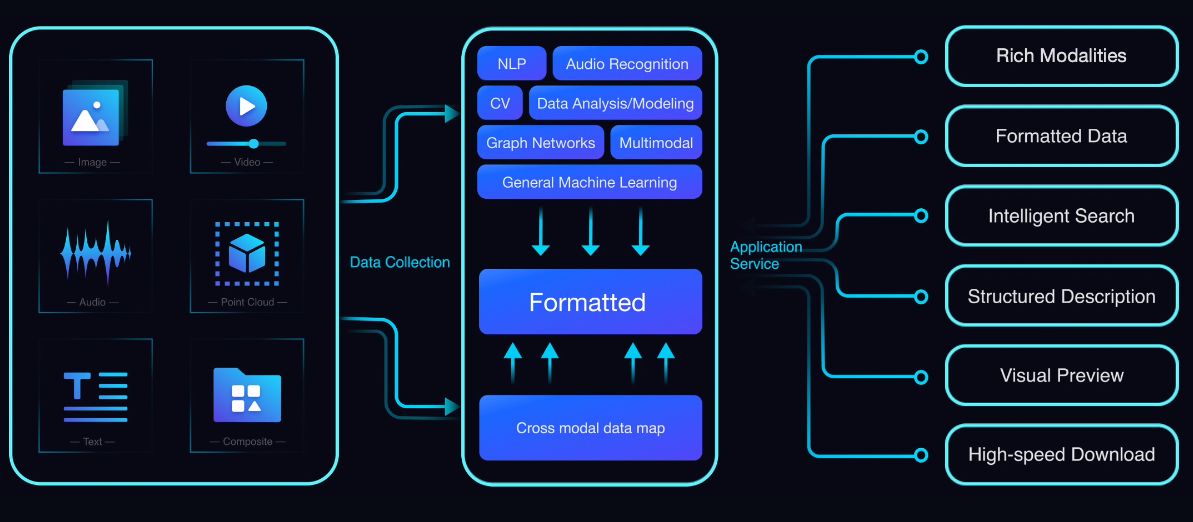 — Image —
— Video —
— Audio —
— Point Cloud —
— Text —
— Composite —
Data Collection
NLP
Audio Recognition
CV
Data Analysis/Modeling
Graph Networks
Multimodal
General Machine Learning
Formatted
Cross modal data map
Application
Service
Rich Modalities
Formatted Data
Intelligent Search
Structured Description
Visual Preview
High-speed Download